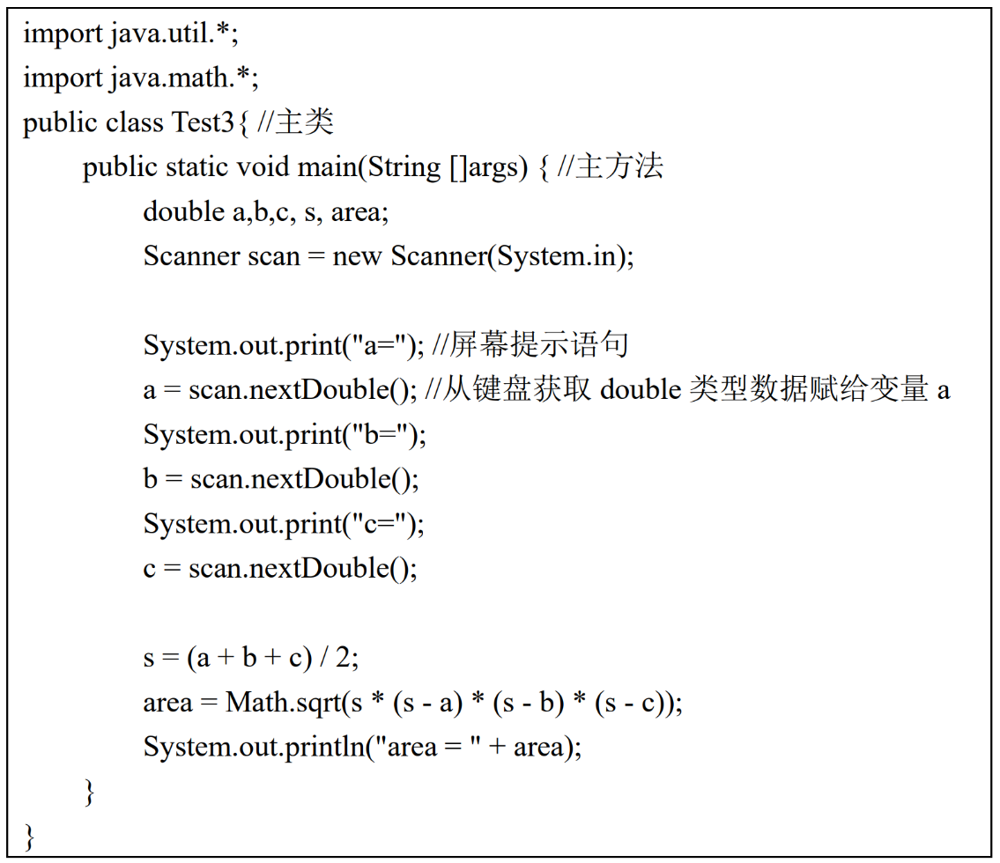 import java.util.*;
import java.math.*;
public class Test3{ //主类
public static void main(String []args) { //主方法
double a,b,c, s, area;
Scanner scan = new Scanner(System.in);
System.out.print("a="); //屏幕提示语句
a = scan.nextDouble(); //从键盘获取 double 类型数据赋给变量 a
System.out.print("b=");
b = scan.nextDouble();
System.out.print("c=");
c = scan.nextDouble();
s = (a + b + c) / 2;
area = Math.sqrt(s * (s - a) * (s - b) * (s - c));
System.out.println("area = " + area);
}
}